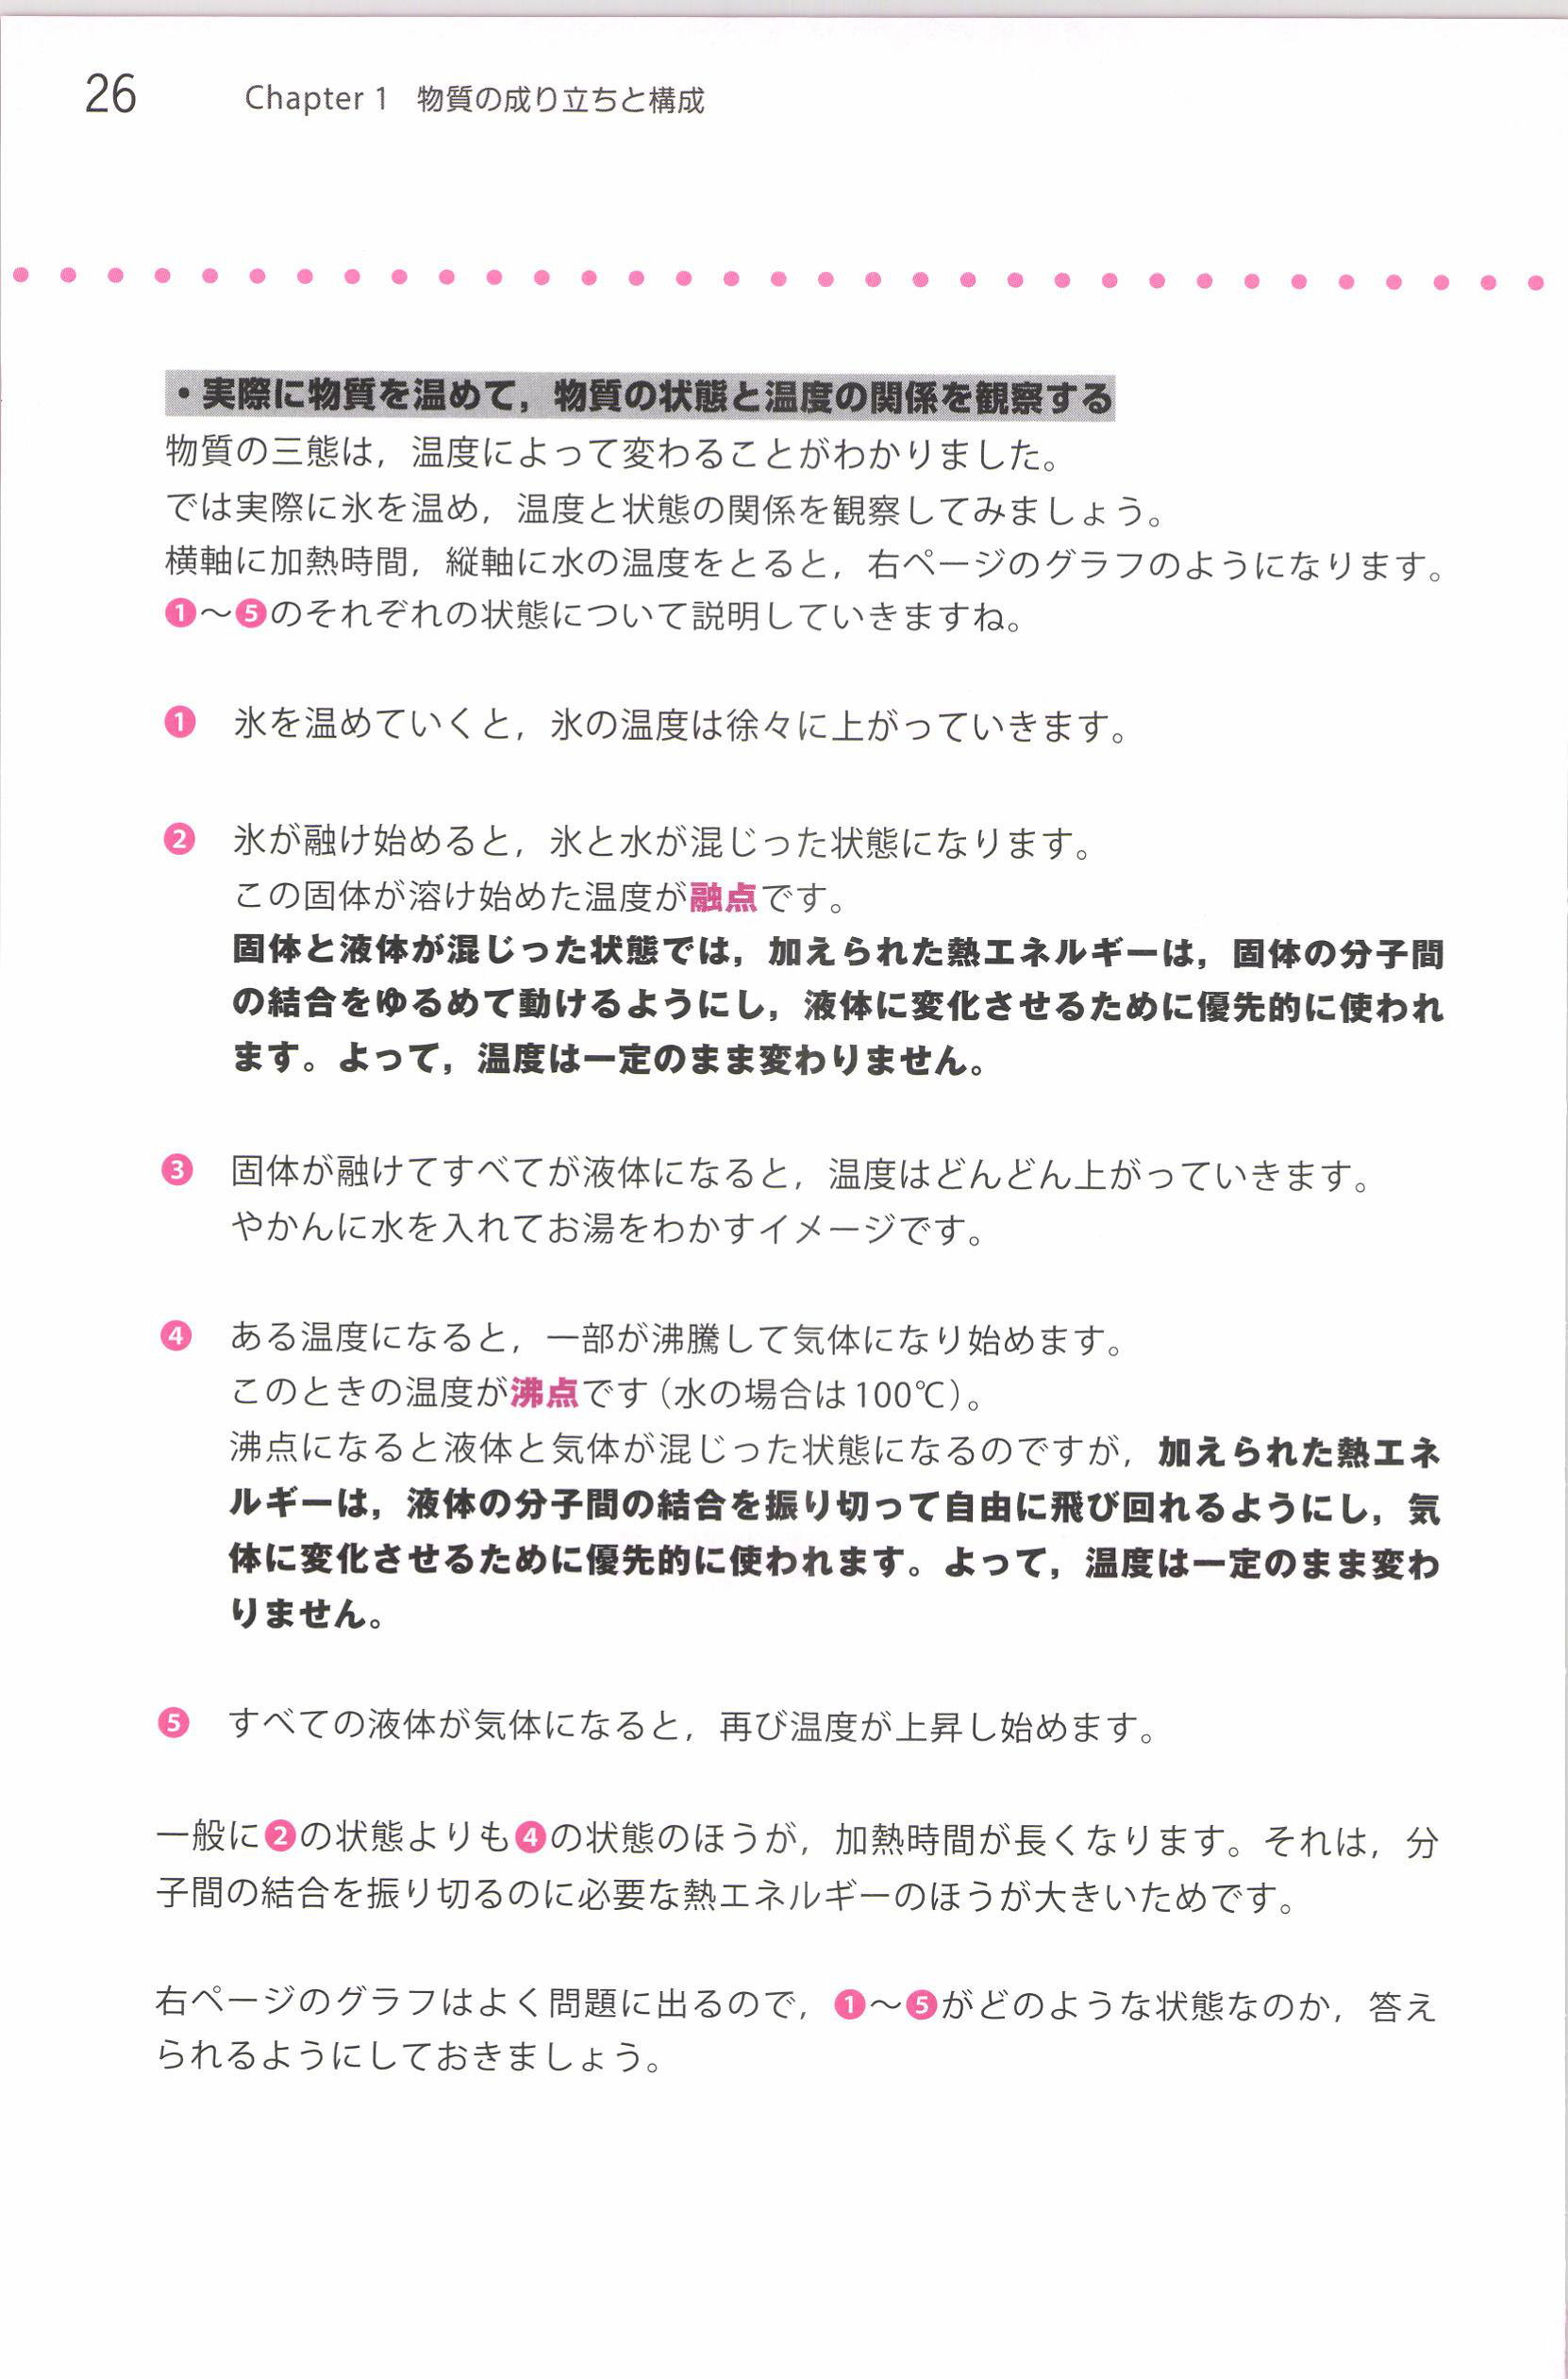 26
Chapter 1 物質の成り立ちと構成
・実際に物質を温めて，物質の状態と温度の関係を観察する
物質の三態は，温度によって変わることがわかりました。
では実際に氷を温め，温度と状態の関係を観察してみましょう。
横軸に加熱時間，縦軸に水の温度をとると，右ページのグラフのようになります。
❶〜❺のそれぞれの状態について説明していきますね。
❶ 氷を温めていくと，氷の温度は徐々に上がっていきます。
❷ 氷が融け始めると，氷と水が混じった状態になります。
この固体が溶け始めた温度が融点です。
固体と液体が混じった状態では，加えられた熱エネルギーは，固体の分子間
の結合をゆるめて動けるようにし，液体に変化させるために優先的に使われ
ます。よって，温度は一定のまま変わりません。
❸ 固体が融けてすべてが液体になると，温度はどんどん上がっていきます。
やかんに水を入れてお湯をわかすイメージです。
❹ ある温度になると，一部が沸騰して気体になり始めます。
このときの温度が沸点です（水の場合は100℃）。
沸点になると液体と気体が混じった状態になるのですが，加えられた熱エネ
ルギーは，液体の分子間の結合を振り切って自由に飛び回れるようにし，気
体に変化させるために優先的に使われます。よって，温度は一定のまま変わ
りません。
❺ すべての液体が気体になると，再び温度が上昇し始めます。
一般に❷の状態よりも❹の状態のほうが，加熱時間が長くなります。それは，分
子間の結合を振り切るのに必要な熱エネルギーのほうが大きいためです。
右ページのグラフはよく問題に出るので，❶〜❺がどのような状態なのか，答え
られるようにしておきましょう。